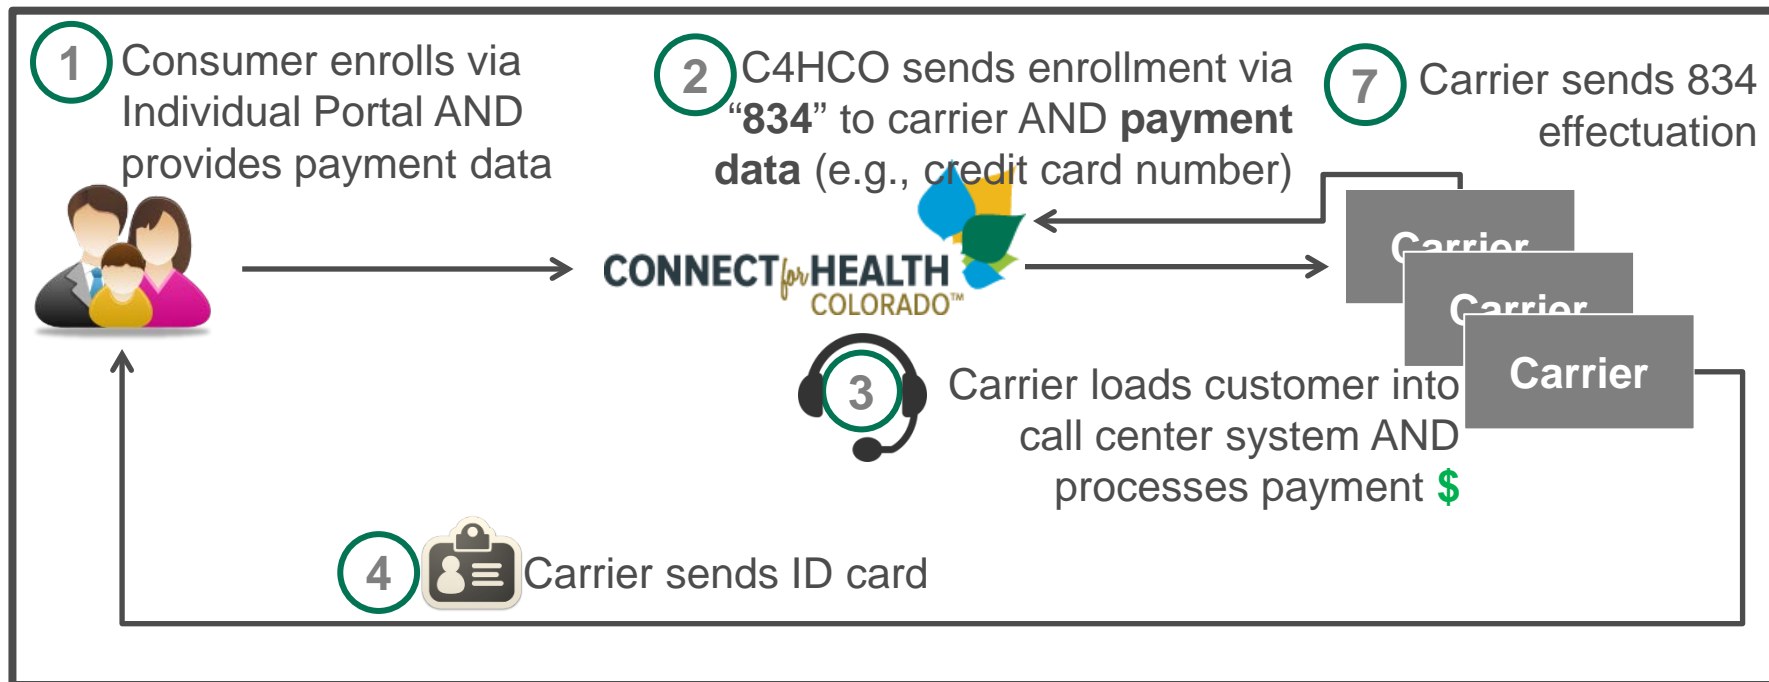 1
Consumer enrolls via
Individual Portal AND
provides payment data
2
C4HCO sends enrollment via
“834” to carrier AND payment
data (e.g., credit card number)
7
Carrier sends 834
effectuation
CONNECT for HEALTH
COLORADO™
Carrier
Carrier
Carrier
3
Carrier loads customer into
call center system AND
processes payment $
4
Carrier sends ID card